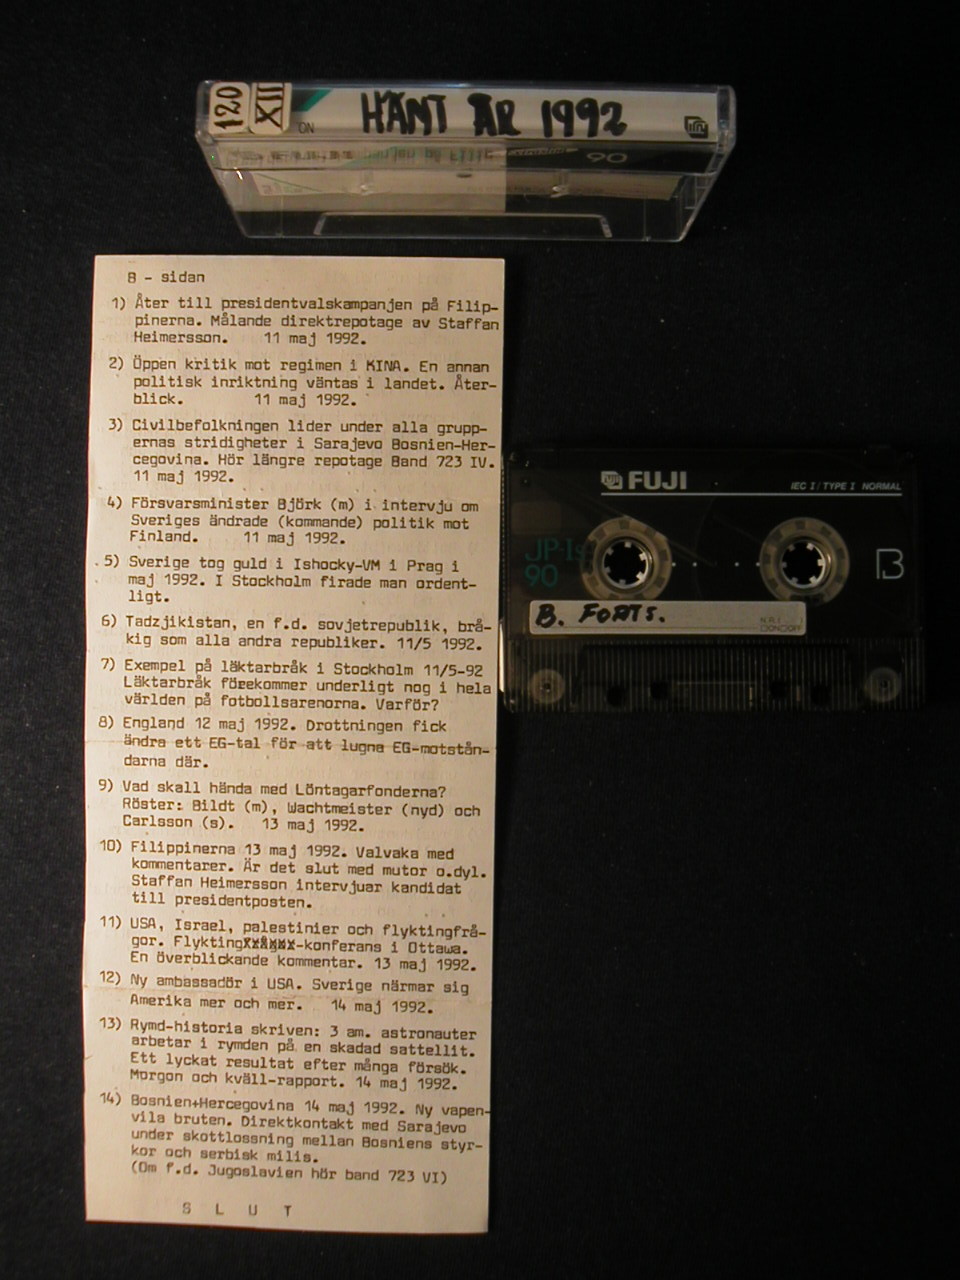 120
XII
ON
HÄNT ÅR 1992
90
B - sidan
1) Åter till presidentvalskampanjen på Filip-
pinerna. Målande direktrepotage av Staffan
Heimersson. 11 maj 1992.
2) Öppen kritik mot regimen i KINA. En annan
politisk inriktning väntas i landet. Åter-
blick. 11 maj 1992.
3) Civilbefolkningen lider under alla grupp-
ernas stridigheter i Sarajevo Bosnien-Her-
cegovina. Hör längre repotage Band 723 IV.
11 maj 1992.
4) Försvarsminister Björk (m) i intervju om
Sveriges ändrade (kommande) politik mot
Finland. 11 maj 1992.
5) Sverige tog guld i Ishocky-VM i Prag i
maj 1992. I Stockholm firade man ordent-
ligt.
6) Tadzjikistan, en f.d. sovjetrepublik, brå-
kig som alla andra republiker. 11/5 1992.
7) Exempel på läktarbråk i Stockholm 11/5-92
Läktarbråk förekommer underligt nog i hela
världen på fotbollsarenorna. Varför?
8) England 12 maj 1992. Drottningen fick
ändra ett EG-tal för att lugna EG-motstån-
darna där.
9) Vad skall hända med Löntagarfonderna?
Röster: Bildt (m), Wachtmeister (nyd) och
Carlsson (s). 13 maj 1992.
10) Filippinerna 13 maj 1992. Valvaka med
kommentarer. Är det slut med mutor o.dyl.
Staffan Heimersson intervjuar kandidat
till presidentposten.
11) USA, Israel, palestinier och flyktingfrå-
gor. Flykting-konferans i Ottawa.
En överblickande kommentar. 13 maj 1992.
12) Ny ambassadör i USA. Sverige närmar sig
Amerika mer och mer. 14 maj 1992.
13) Rymd-historia skriven: 3 am. astronauter
arbetar i rymden på en skadad sattellit.
Ett lyckat resultat efter många försök.
Morgon och kväll-rapport. 14 maj 1992.
14) Bosnien+Hercegovina 14 maj 1992. Ny vapen-
vila bruten. Direktkontakt med Sarajevo
under skottlossning mellan Bosniens styr-
kor och serbisk milis.
(Om f.d. Jugoslavien hör band 723 VI)
S L U T
FUJI
IEC I / TYPE I NORMAL
JP-Is
90
B
B. FORTS.
N.R.
ON OFF